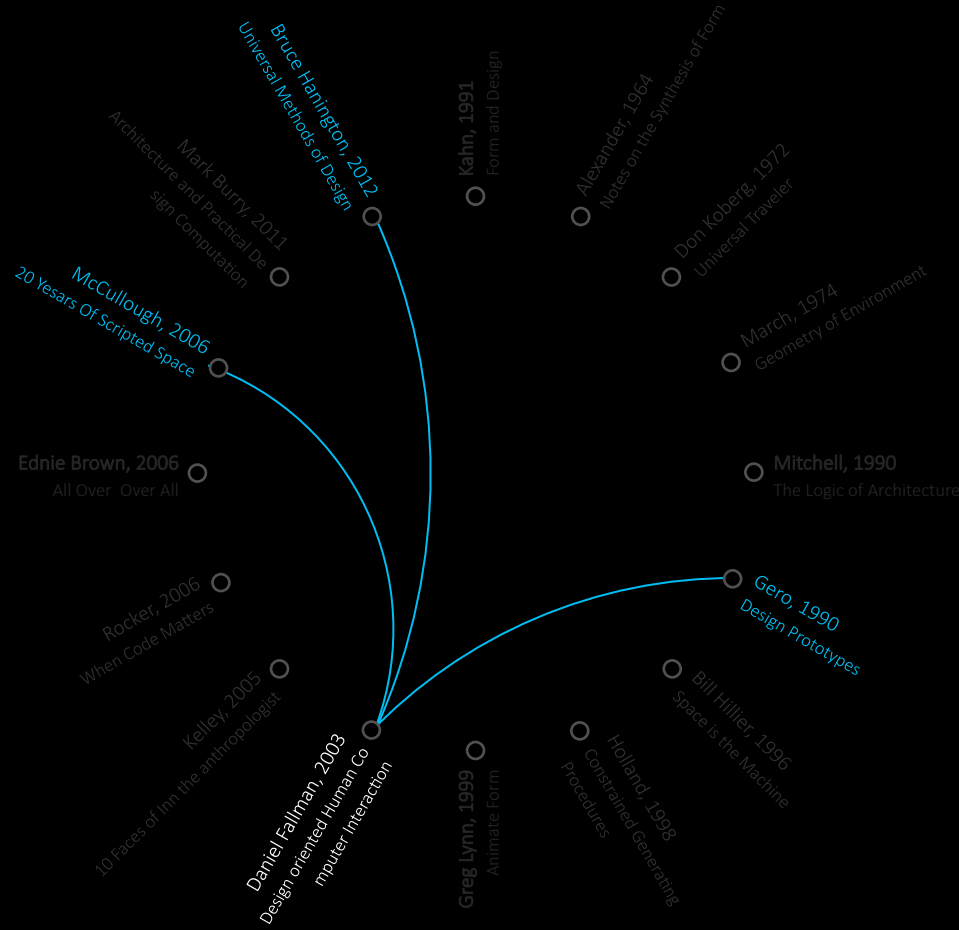 Kahn, 1991
Form and Design
Alexander, 1964
Notes on the Synthesis of Form
Don Koberg, 1972
Universal Traveler
March, 1974
Geometry of Environment
Mitchell, 1990
The Logic of Architecture
Gero, 1990
Design Prototypes
Bill Hillier, 1996
Space is the Machine
Holland, 1998
Constrained Generating
Procedures
Greg Lynn, 1999
Animate Form
Daniel Fallman, 2003
Design oriented Human Co
mputer Interaction
Kelley, 2005
10 Faces of Inn the anthropologist
Rocker, 2006
When Code Matters
Ednie Brown, 2006
All Over  Over All
McCullough, 2006
20 Yesars Of Scripted Space
Mark Burry, 2011
Architecture and Practical De
sign Computation
Bruce Hanington, 2012
Universal Methods of Design